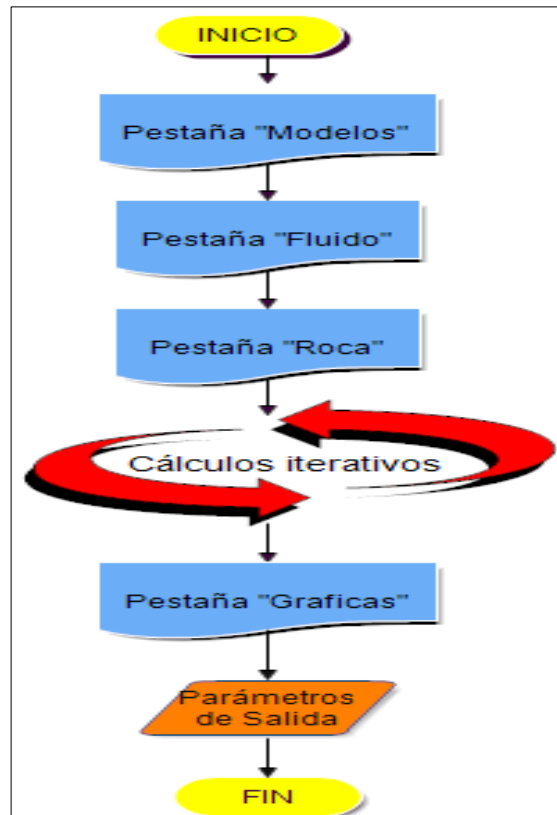 INICIO
Pestaña "Modelos"
Pestaña "Fluido"
Pestaña "Roca"
Cálculos iterativos
Pestaña "Graficas"
Parámetros
de Salida
FIN